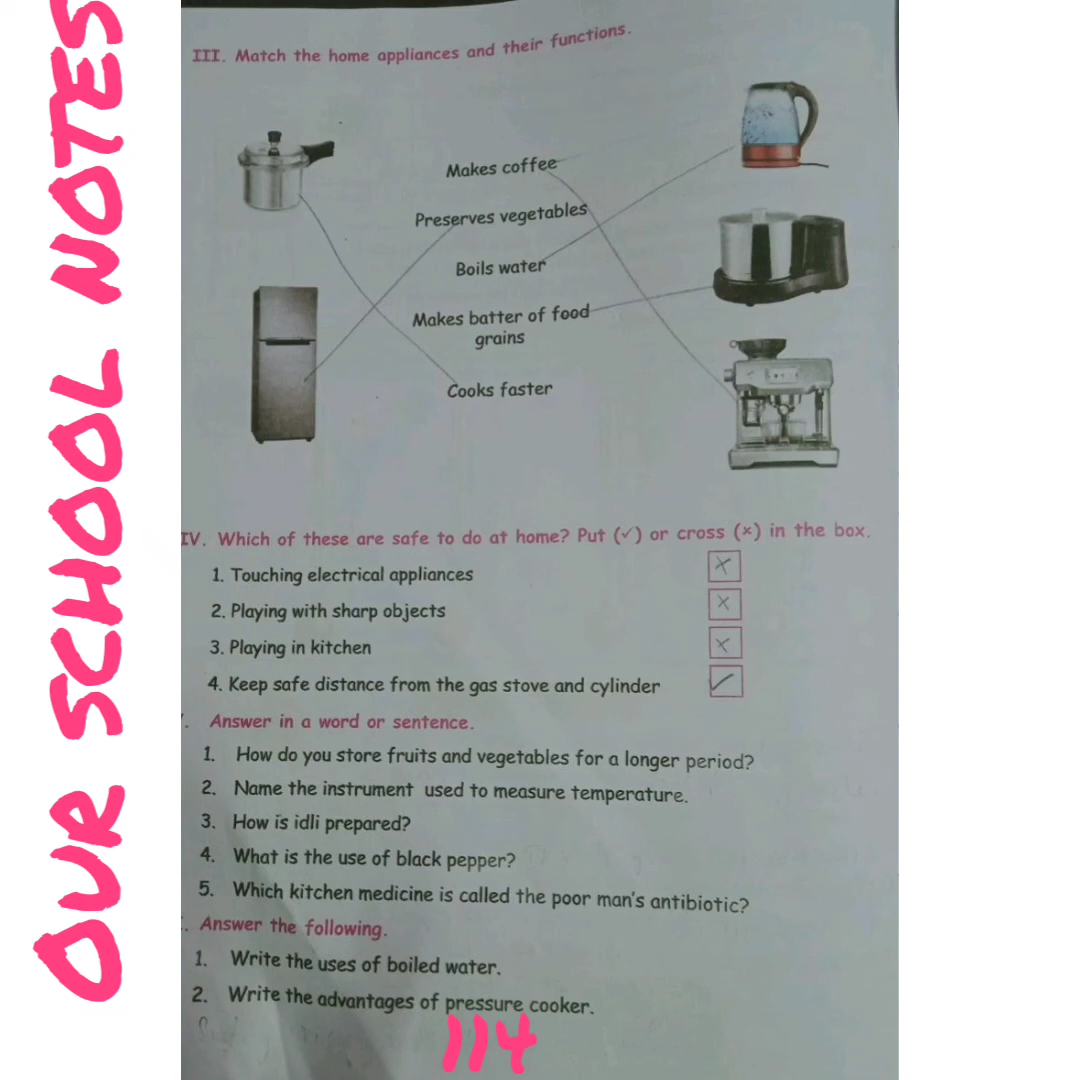 OUR SCHOOL NOTES
III. Match the home appliances and their functions.
Makes coffee
Preserves vegetables
Boils water
Makes batter of food
grains
Cooks faster
IV. Which of these are safe to do at home? Put (✓) or cross (×) in the box.
1. Touching electrical appliances ×
2. Playing with sharp objects ×
3. Playing in kitchen ×
4. Keep safe distance from the gas stove and cylinder ✓
. Answer in a word or sentence.
1. How do you store fruits and vegetables for a longer period?
2. Name the instrument used to measure temperature.
3. How is idli prepared?
4. What is the use of black pepper?
5. Which kitchen medicine is called the poor man's antibiotic?
. Answer the following.
1. Write the uses of boiled water.
2. Write the advantages of pressure cooker.
114